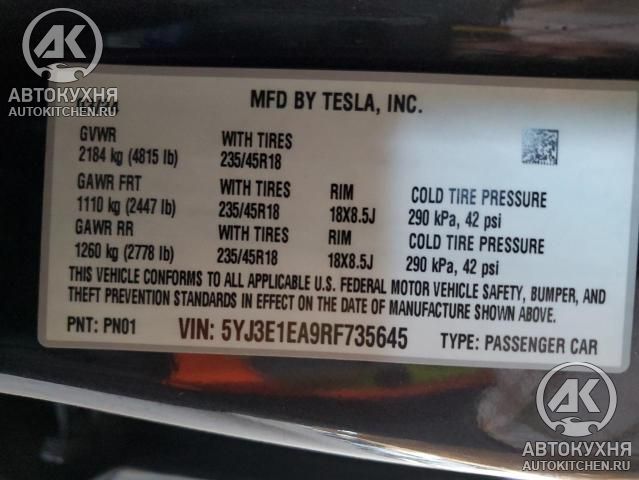 AK
АВТОКУХНЯ
AUTOKITCHEN.RU
MFD BY TESLA, INC.
GVWR
2184 kg (4815 lb)
WITH TIRES
235/45R18
GAWR FRT
1110 kg (2447 lb)
WITH TIRES
235/45R18
RIM
18X8.5J
COLD TIRE PRESSURE
290 kPa, 42 psi
GAWR RR
1260 kg (2778 lb)
WITH TIRES
235/45R18
RIM
18X8.5J
COLD TIRE PRESSURE
290 kPa, 42 psi
THIS VEHICLE CONFORMS TO ALL APPLICABLE U.S. FEDERAL MOTOR VEHICLE SAFETY, BUMPER, AND
THEFT PREVENTION STANDARDS IN EFFECT ON THE DATE OF MANUFACTURE SHOWN ABOVE.
PNT: PN01
VIN: 5YJ3E1EA9RF735645
TYPE: PASSENGER CAR
AK
АВТОКУХНЯ
AUTOKITCHEN.RU